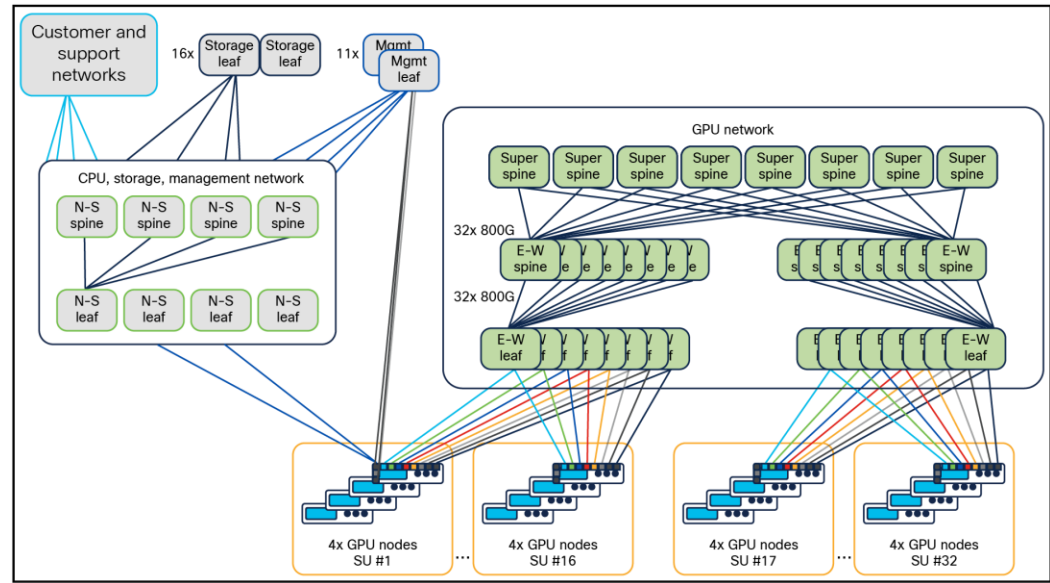 Customer and
support
networks
16x
Storage
leaf
Storage
leaf
11x
Mgmt
Mgmt
leaf
GPU network
Super
spine
Super
spine
Super
spine
Super
spine
Super
spine
Super
spine
Super
spine
Super
spine
CPU, storage, management network
N-S
spine
N-S
spine
N-S
spine
N-S
spine
N-S
leaf
N-S
leaf
N-S
leaf
N-S
leaf
32x 800G
E-W
spine
E-W
spine
32x 800G
E-W
leaf
E-W
leaf
4x GPU nodes
SU #1
...
4x GPU nodes
SU #16
4x GPU nodes
SU #17
...
4x GPU nodes
SU #32